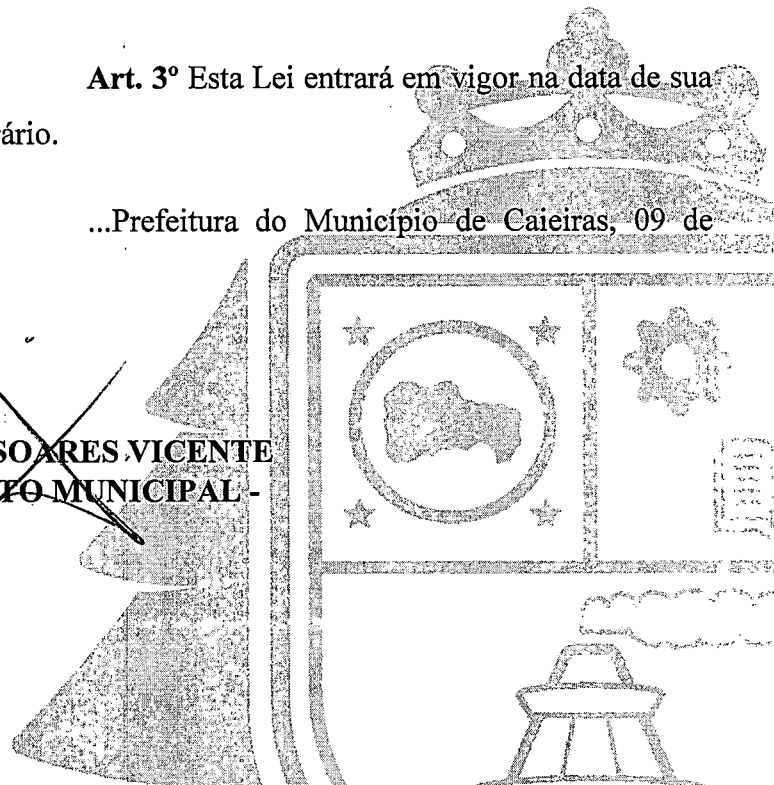 Art. 3º Esta Lei entrará em vigor na data de sua
rário.
...Prefeitura do Município de Caieiras, 09 de
SOARES VICENTE
TO MUNICIPAL -